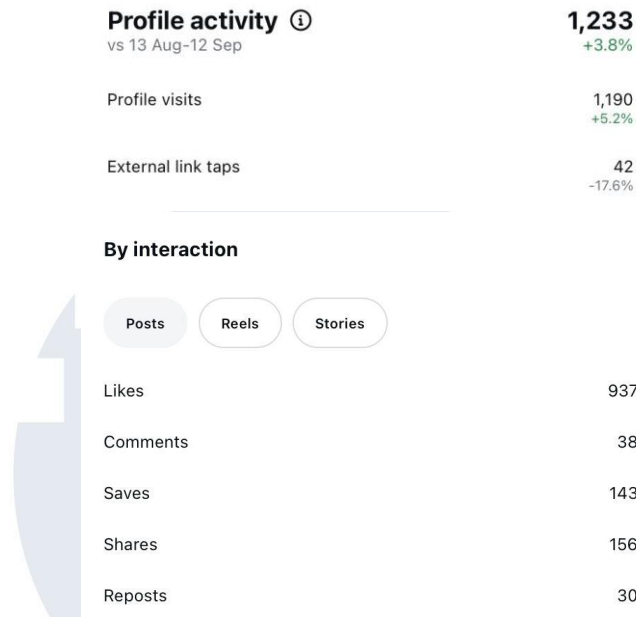 Profile activity
1,233
vs 13 Aug-12 Sep
+3.8%
Profile visits
1,190
+5.2%
External link taps
42
-17.6%
By interaction
Posts
Reels
Stories
Likes
937
Comments
38
Saves
143
Shares
156
Reposts
30